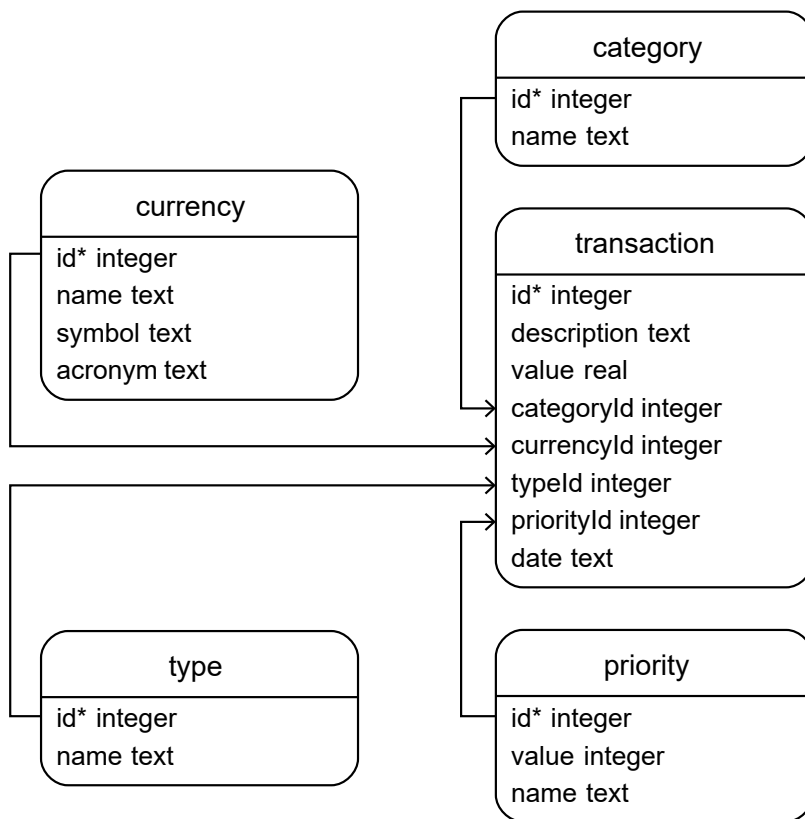 category
id* integer
name text
currency
id* integer
name text
symbol text
acronym text
transaction
id* integer
description text
value real
categoryId integer
currencyId integer
typeId integer
priorityId integer
date text
type
id* integer
name text
priority
id* integer
value integer
name text